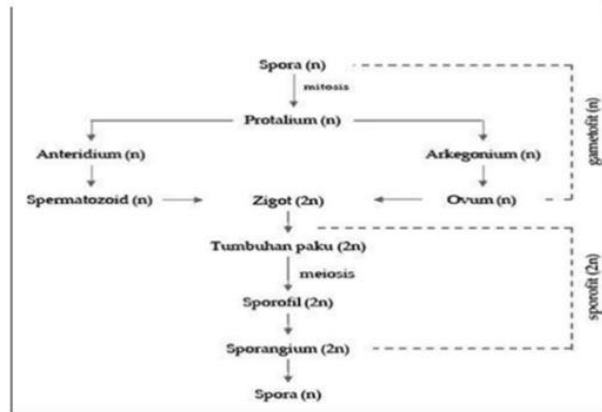 Spora (n)
mitosis
Protalium (n)
Anteridium (n)
Arkegonium (n)
gametofit (n)
Spermatozoid (n)
Zigot (2n)
Ovum (n)
Tumbuhan paku (2n)
meiosis
Sporofil (2n)
sporofit (2n)
Sporangium (2n)
Spora (n)